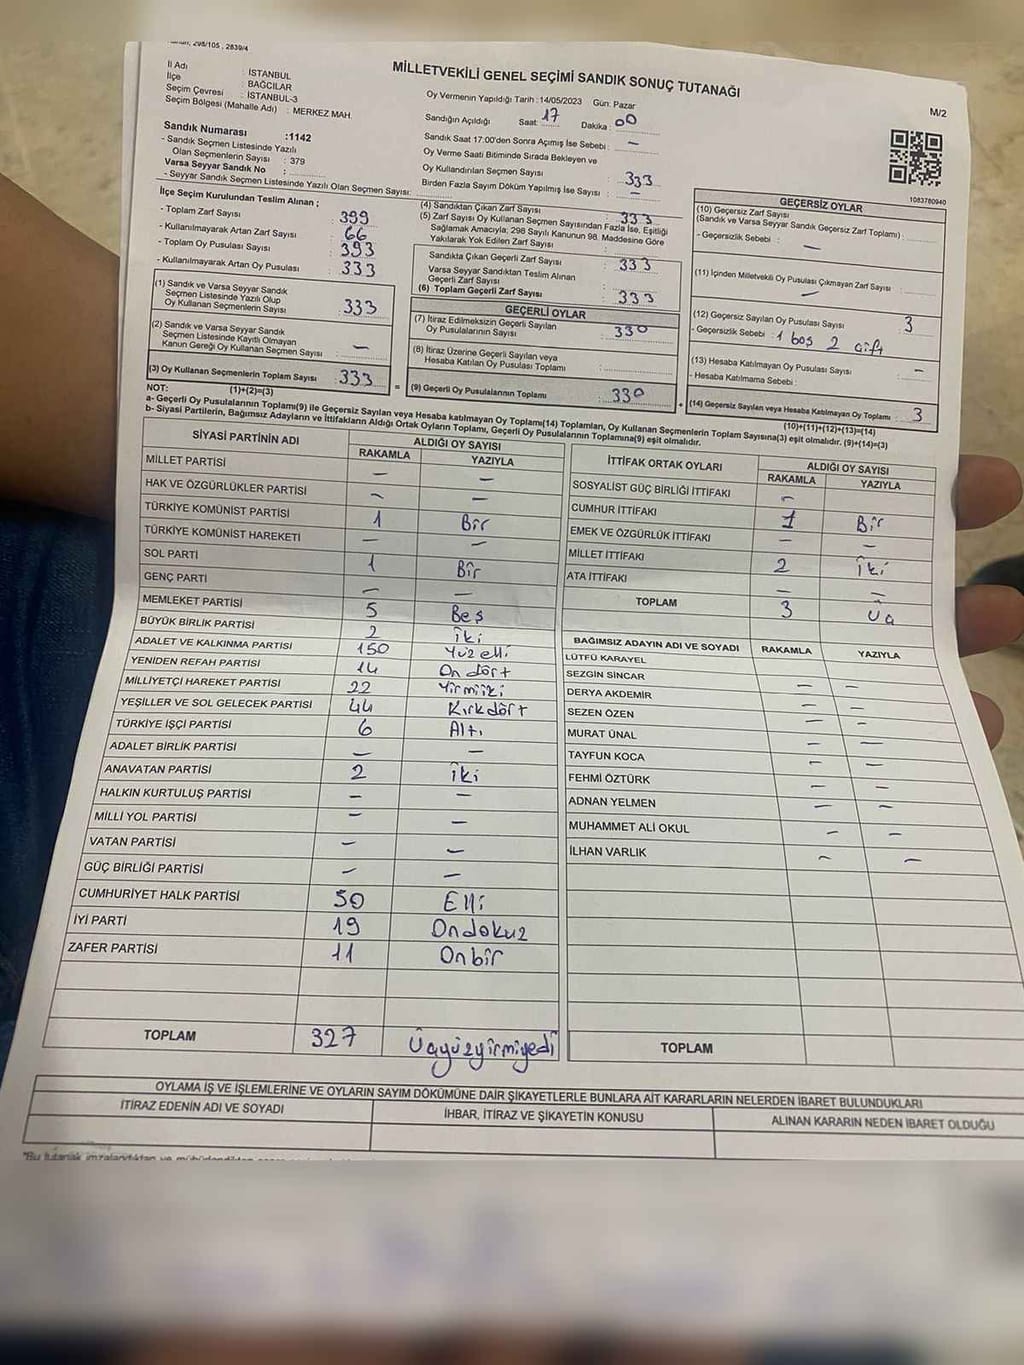 298/105, 2839/4
MİLLETVEKİLİ GENEL SEÇİMİ SANDIK SONUÇ TUTANAĞI
M/2
İl Adı : İSTANBUL
İlçe : BAĞCILAR
Seçim Çevresi : İSTANBUL-3
Seçim Bölgesi (Mahalle Adı) : MERKEZ MAH.
Sandık Numarası :1142
- Sandık Seçmen Listesinde Yazılı
Olan Seçmenlerin Sayısı : 379
Varsa Seyyar Sandık No :
- Seyyar Sandık Seçmen Listesinde Yazılı Olan Seçmen Sayısı:
Oy Vermenin Yapıldığı Tarih :14/05/2023 Gün: Pazar
Sandığın Açıldığı Saat: 17 Dakika : 00
Sandık Saat 17.00'den Sonra Açımış İse Sebebi : –
Oy Verme Saati Bitiminde Sırada Bekleyen ve
Oy Kullandırılan Seçmen Sayısı : 333
Birden Fazla Sayım Döküm Yapılmış İse Sayısı : –
1083780940
İlçe Seçim Kurulundan Teslim Alınan ;
- Toplam Zarf Sayısı : 399
- Kullanılmayarak Artan Zarf Sayısı : 66
- Toplam Oy Pusulası Sayısı : 393
- Kullanılmayarak Artan Oy Pusulası : 333
(1) Sandık ve Varsa Seyyar Sandık
Seçmen Listesinde Yazılı Olup
Oy Kullanan Seçmenlerin Sayısı : 333
(2) Sandık ve Varsa Seyyar Sandık
Seçmen Listesinde Kayıtlı Olmayan
Kanun Gereği Oy Kullanan Seçmen Sayısı : –
(3) Oy Kullanan Seçmenlerin Toplam Sayısı : 333
(1)+(2)=(3)
(4) Sandıktan Çıkan Zarf Sayısı : 333
(5) Zarf Sayısı Oy Kullanan Seçmen Sayısından Fazla İse, Eşitliği
Sağlamak Amacıyla; 298 Sayılı Kanunun 98. Maddesine Göre
Yakılarak Yok Edilen Zarf Sayısı :
Sandıkta Çıkan Geçerli Zarf Sayısı : 333
Varsa Seyyar Sandıktan Teslim Alınan
Geçerli Zarf Sayısı :
(6) Toplam Geçerli Zarf Sayısı : 333
GEÇERLİ OYLAR
(7) İtiraz Edilmeksizin Geçerli Sayılan
Oy Pusulalarının Sayısı : 330
(8) İtiraz Üzerine Geçerli Sayılan veya
Hesaba Katılan Oy Pusulası Toplamı :
= (9) Geçerli Oy Pusulalarının Toplamı : 330
GEÇERSİZ OYLAR
(10) Geçersiz Zarf Sayısı
(Sandık ve Varsa Seyyar Sandık Geçersiz Zarf Toplamı) :
- Geçersizlik Sebebi : –
(11) İçinden Milletvekili Oy Pusulası Çıkmayan Zarf Sayısı : –
(12) Geçersiz Sayılan Oy Pusulası Sayısı : 3
- Geçersizlik Sebebi : 1 boş 2 çift
(13) Hesaba Katılmayan Oy Pusulası Sayısı : –
- Hesaba Katılmama Sebebi :
+ (14) Geçersiz Sayılan veya Hesaba Katılmayan Oy Toplamı : 3
(10)+(11)+(12)+(13)=(14)
NOT:
a- Geçerli Oy Pusulalarının Toplamı(9) ile Geçersiz Sayılan veya Hesaba katılmayan Oy Toplamı(14) Toplamları, Oy Kullanan Seçmenlerin Toplam Sayısına(3) eşit olmalıdır. (9)+(14)=(3)
b- Siyasi Partilerin, Bağımsız Adayların ve İttifakların Aldığı Ortak Oyların Toplamı, Geçerli Oy Pusulalarının Toplamına(9) eşit olmalıdır.
SİYASİ PARTİNİN ADI ALDIĞI OY SAYISI
RAKAMLA YAZIYLA
MİLLET PARTİSİ – –
HAK VE ÖZGÜRLÜKLER PARTİSİ – –
TÜRKİYE KOMÜNİST PARTİSİ 1 Bir
TÜRKİYE KOMÜNİST HAREKETİ – –
SOL PARTİ 1 Bir
GENÇ PARTİ – –
MEMLEKET PARTİSİ 5 Beş
BÜYÜK BİRLİK PARTİSİ 2 İki
ADALET VE KALKINMA PARTİSİ 150 Yüzelli
YENİDEN REFAH PARTİSİ 14 On dört
MİLLİYETÇİ HAREKET PARTİSİ 22 Yirmiiki
YEŞİLLER VE SOL GELECEK PARTİSİ 44 Kırkdört
TÜRKİYE İŞÇİ PARTİSİ 6 Altı
ADALET BİRLİK PARTİSİ – –
ANAVATAN PARTİSİ 2 İki
HALKIN KURTULUŞ PARTİSİ – –
MİLLİ YOL PARTİSİ – –
VATAN PARTİSİ – –
GÜÇ BİRLİĞİ PARTİSİ – –
CUMHURİYET HALK PARTİSİ 50 Elli
İYİ PARTİ 19 Ondokuz
ZAFER PARTİSİ 11 Onbir
TOPLAM 327 Üçyüzyirmiyedi
İTTİFAK ORTAK OYLARI ALDIĞI OY SAYISI
RAKAMLA YAZIYLA
SOSYALİST GÜÇ BİRLİĞİ İTTİFAKI –
CUMHUR İTTİFAKI 1 Bir
EMEK VE ÖZGÜRLÜK İTTİFAKI – –
MİLLET İTTİFAKI 2 İki
ATA İTTİFAKI – –
TOPLAM 3 Üç
BAĞIMSIZ ADAYIN ADI VE SOYADI RAKAMLA YAZIYLA
LÜTFÜ KARAYEL – –
SEZGİN SİNCAR – –
DERYA AKDEMİR – –
SEZEN ÖZEN – –
MURAT ÜNAL – –
TAYFUN KOCA – –
FEHMİ ÖZTÜRK – –
ADNAN YELMEN – –
MUHAMMET ALİ OKUL – –
İLHAN VARLIK – –
TOPLAM
OYLAMA İŞ VE İŞLEMLERİNE VE OYLARIN SAYIM DÖKÜMÜNE DAİR ŞİKAYETLERLE BUNLARA AİT KARARLARIN NELERDEN İBARET BULUNDUKLARI
İTİRAZ EDENİN ADI VE SOYADI İHBAR, İTİRAZ VE ŞİKAYETİN KONUSU ALINAN KARARIN NEDEN İBARET OLDUĞU
"Bu tutanak imzalandıktan ve mühürlendikten